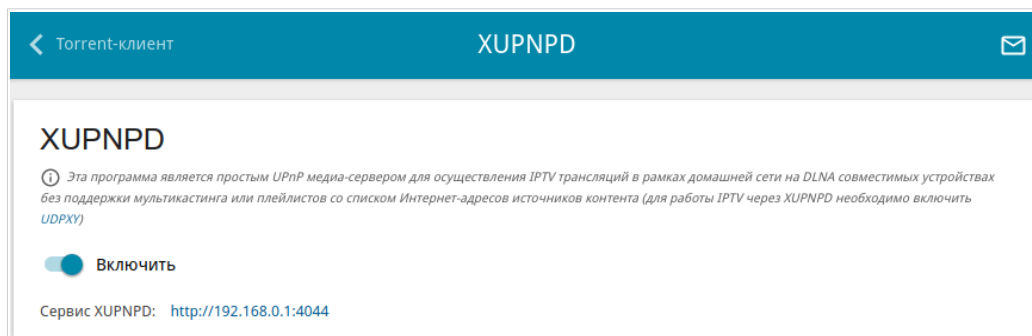 Torrent-клиент
XUPNPD
XUPNPD
Эта программа является простым UPnP медиа-сервером для осуществления IPTV трансляций в рамках домашней сети на DLNA совместимых устройствах
без поддержки мультикастинга или плейлистов со списком Интернет-адресов источников контента (для работы IPTV через XUPNPD необходимо включить
UDPXY)
Включить
Сервис XUPNPD: http://192.168.0.1:4044